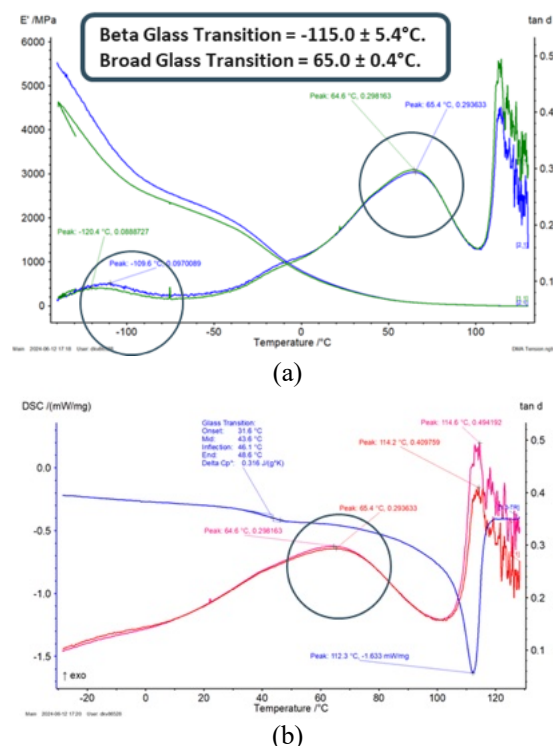 E' /MPa
tan d
Beta Glass Transition = -115.0 ± 5.4°C.
Broad Glass Transition = 65.0 ± 0.4°C.
6000
5000
4000
3000
2000
1000
0
0.5
0.4
0.3
0.2
0.1
0.0
Peak: 64.6 °C, 0.298163
Peak: 65.4 °C, 0.293633
Peak: -120.4 °C, 0.0888727
Peak: -109.6 °C, 0.0970089
-100
-50
0
50
100
Temperature /°C
(a)
DSC /(mW/mg)
tan d
Glass Transition:
Onset: 31.6 °C
Mid: 43.6 °C
Inflection: 46.1 °C
End: 48.6 °C
Delta Cp*: 0.316 J/(g*K)
Peak: 114.6 °C, 0.494192
Peak: 114.2 °C, 0.409759
Peak: 65.4 °C, 0.293633
Peak: 64.6 °C, 0.298163
0.0
-0.5
-1.0
-1.5
0.5
0.4
0.3
0.2
0.1
Peak: 112.3 °C, -1.633 mW/mg
↑ exo
-20
0
20
40
60
80
100
120
Temperature /°C
(b)